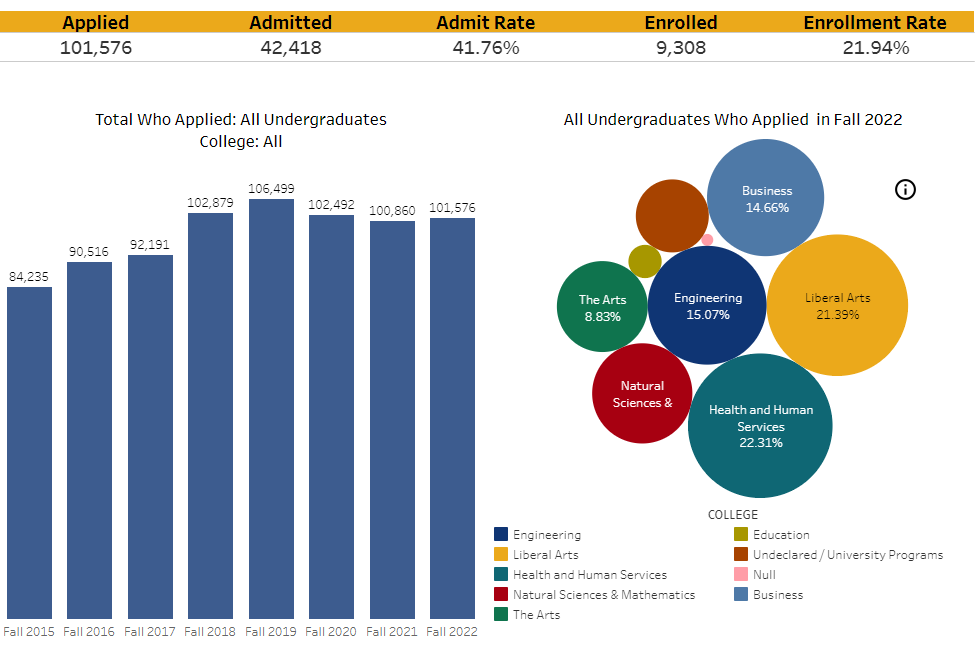 Applied Admitted Admit Rate Enrolled Enrollment Rate
101,576 42,418 41.76% 9,308 21.94%
Total Who Applied: All Undergraduates
College: All
84,235
90,516
92,191
102,879
106,499
102,492
100,860
101,576
Fall 2015 Fall 2016 Fall 2017 Fall 2018 Fall 2019 Fall 2020 Fall 2021 Fall 2022
All Undergraduates Who Applied in Fall 2022
Business
14.66%
The Arts
8.83%
Engineering
15.07%
Liberal Arts
21.39%
Natural
Sciences &
Health and Human
Services
22.31%
COLLEGE
Engineering
Liberal Arts
Health and Human Services
Natural Sciences & Mathematics
The Arts
Education
Undeclared / University Programs
Null
Business